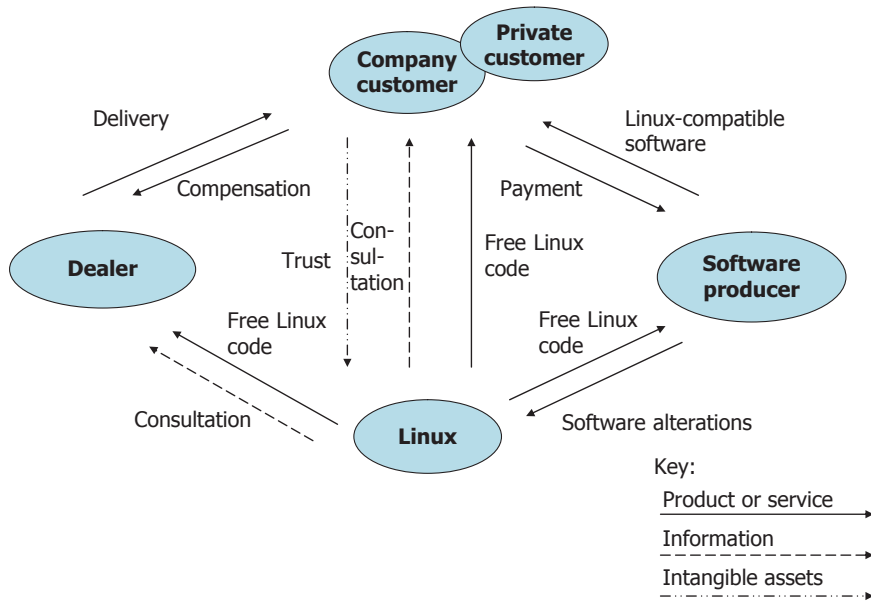 Private
customer
Company
customer
Delivery
Linux-compatible
software
Compensation
Payment
Con-
sul-
tation
Trust
Free Linux
code
Dealer
Software
producer
Free Linux
code
Free Linux
code
Consultation
Linux
Software alterations
Key:
Product or service
Information
Intangible assets